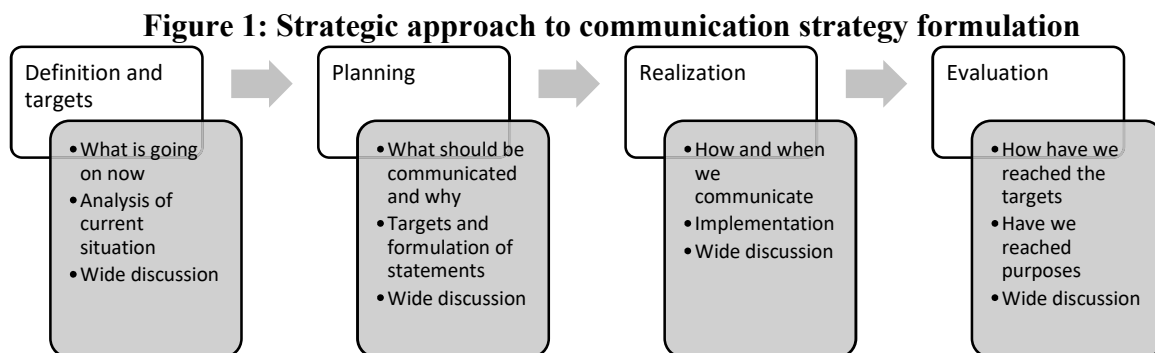 Figure 1: Strategic approach to communication strategy formulation
Definition and
targets
• What is going
on now
• Analysis of
current
situation
• Wide discussion
Planning
• What should be
communicated
and why
• Targets and
formulation of
statements
• Wide discussion
Realization
• How and when
we
communicate
• Implementation
• Wide discussion
Evaluation
• How have we
reached the
targets
• Have we
reached
purposes
• Wide discussion